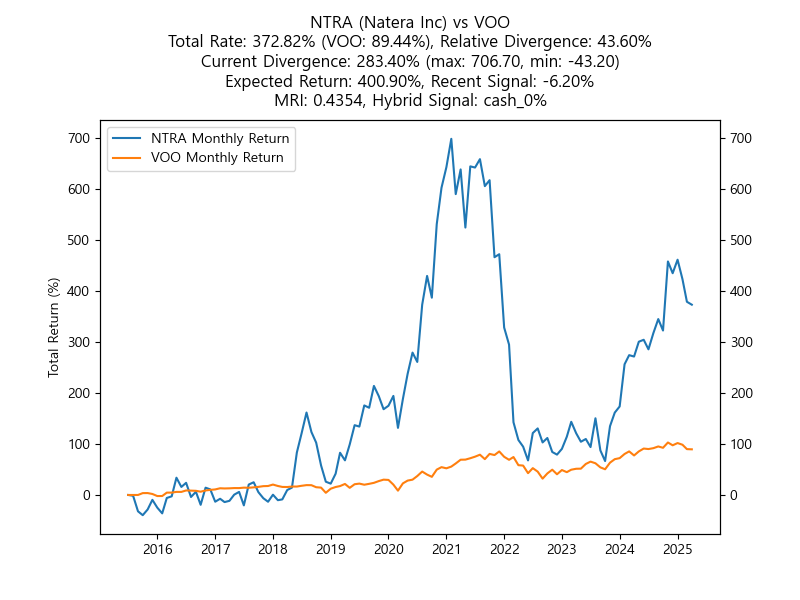 NTRA (Natera Inc) vs VOO
Total Rate: 372.82% (VOO: 89.44%), Relative Divergence: 43.60%
Current Divergence: 283.40% (max: 706.70, min: -43.20)
Expected Return: 400.90%, Recent Signal: -6.20%
MRI: 0.4354, Hybrid Signal: cash_0%
NTRA Monthly Return
VOO Monthly Return
Total Return (%)
700
600
500
400
300
200
100
0
700
600
500
400
300
200
100
0
2016 2017 2018 2019 2020 2021 2022 2023 2024 2025